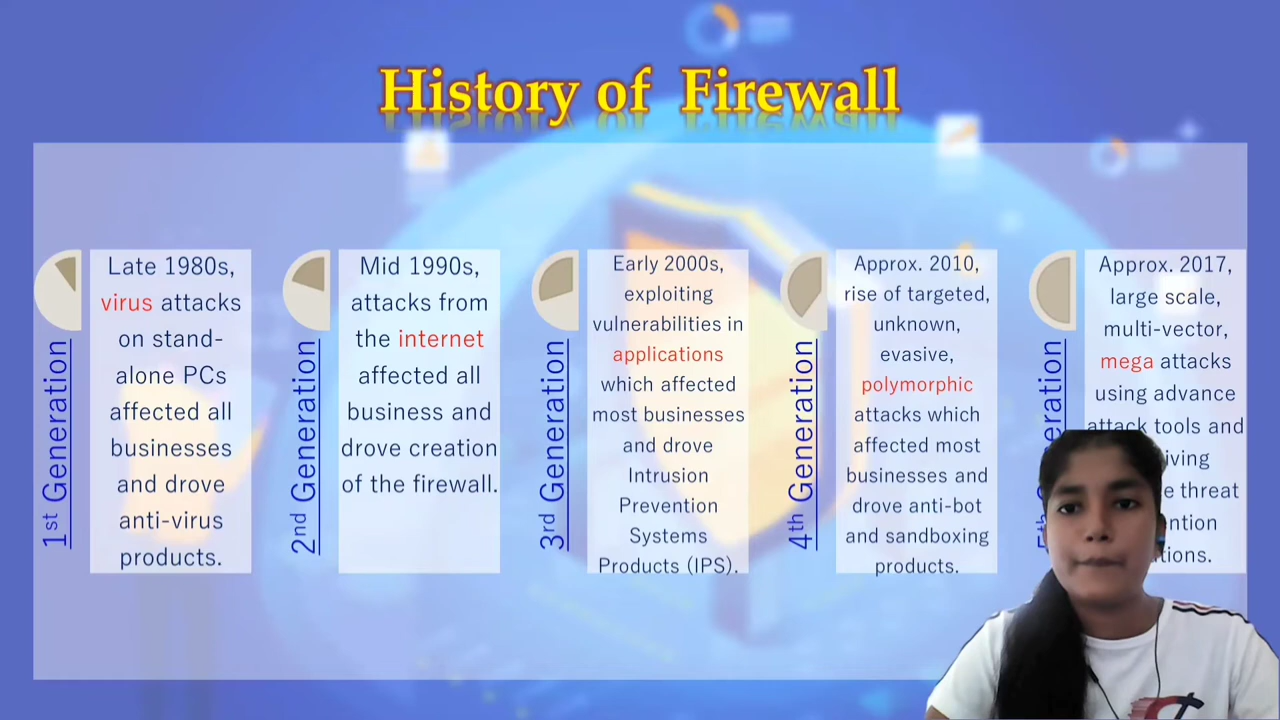 History of Firewall
1st Generation
Late 1980s,
virus attacks
on stand-
alone PCs
affected all
businesses
and drove
anti-virus
products.
2nd Generation
Mid 1990s,
attacks from
the internet
affected all
business and
drove creation
of the firewall.
3rd Generation
Early 2000s,
exploiting
vulnerabilities in
applications
which affected
most businesses
and drove
Intrusion
Prevention
Systems
Products (IPS).
4th Generation
Approx. 2010,
rise of targeted,
unknown,
evasive,
polymorphic
attacks which
affected most
businesses and
drove anti-bot
and sandboxing
products.
Approx. 2017,
large scale,
multi-vector,
mega attacks
using advance
attack tools and
threat